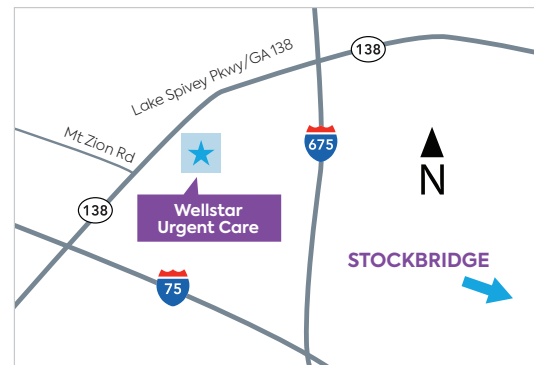 138
Lake Spivey Pkwy/GA 138
Mt Zion Rd
675
N
138
Wellstar
Urgent Care
STOCKBRIDGE
75